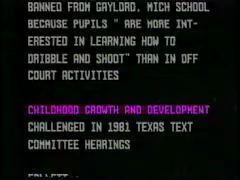 BANNED FROM GAYLORD, MICH SCHOOL
BECAUSE PUPILS " ARE MORE INT-
ERESTED IN LEARNING HOW TO
DRIBBLE AND SHOOT" THAN IN OFF
COURT ACTIVITIES
CHILDHOOD GROWTH AND DEVELOPMENT
CHALLENGED IN 1981 TEXAS TEXT
COMMITTEE HEARINGS